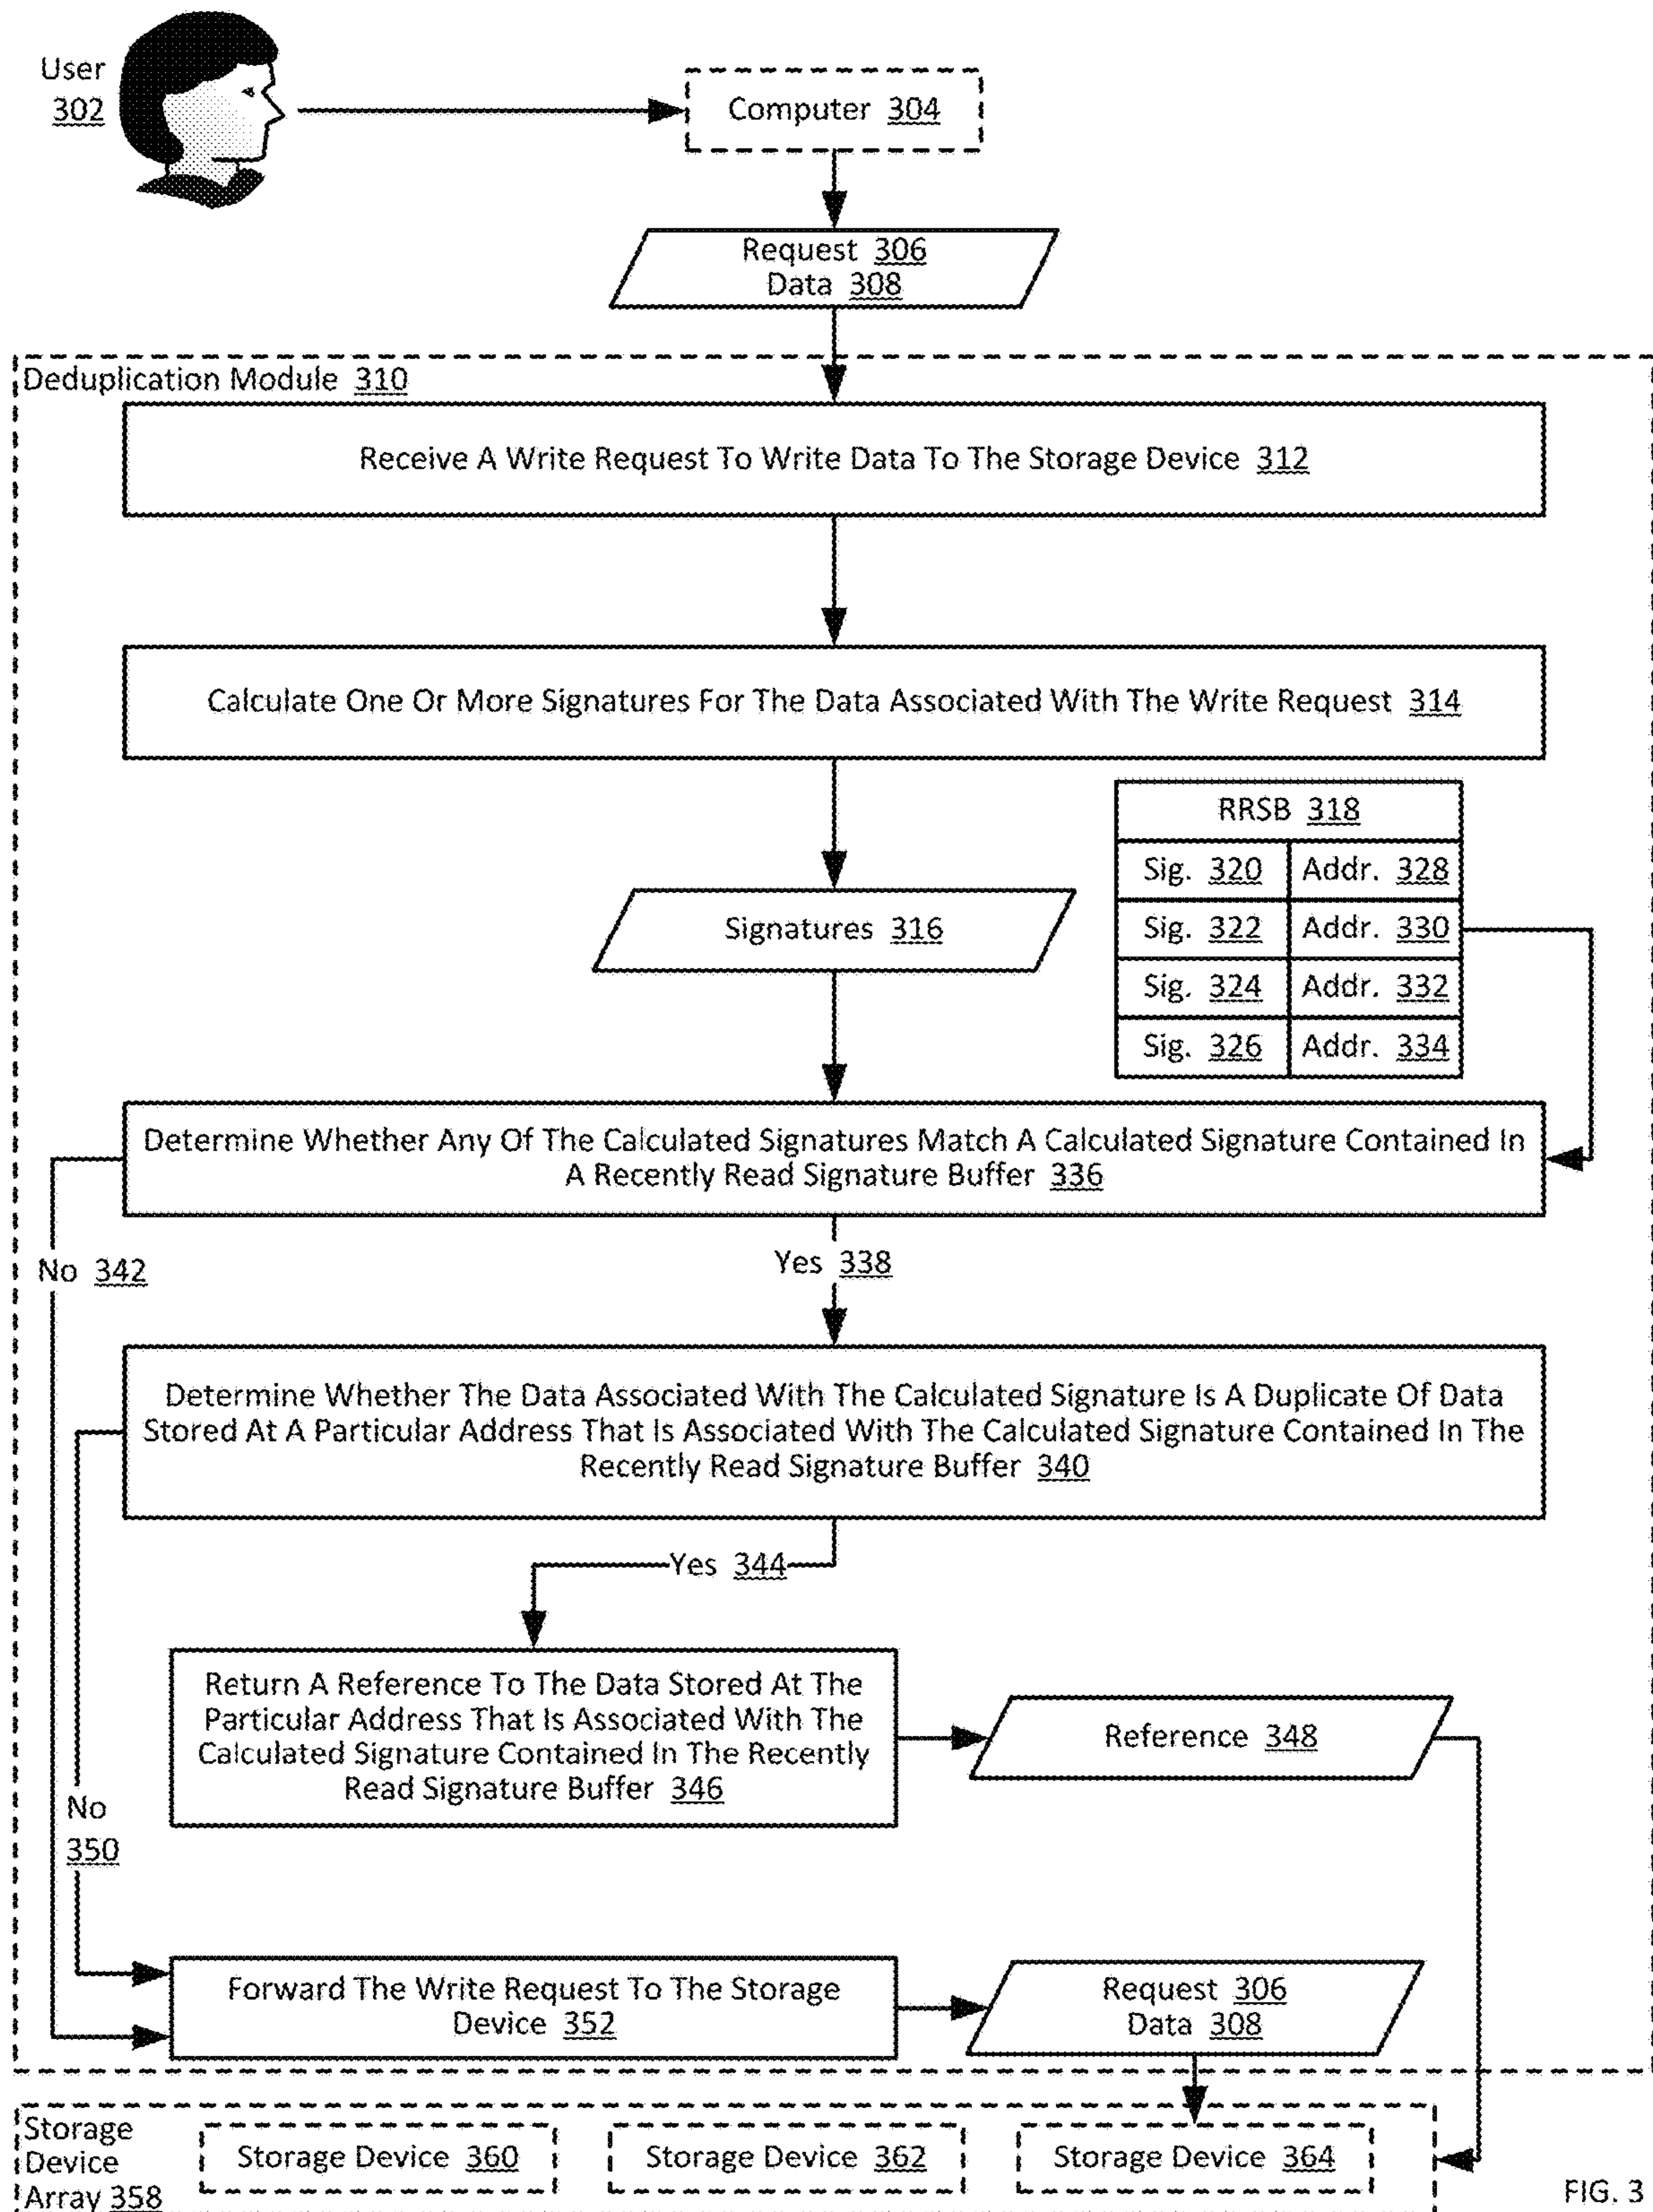 User
302
Computer 304
Request 306
Data 308
Deduplication Module 310
Receive A Write Request To Write Data To The Storage Device 312
Calculate One Or More Signatures For The Data Associated With The Write Request 314
RRSB 318
Sig. 320 Addr. 328
Signatures 316
Sig. 322 Addr. 330
Sig. 324 Addr. 332
Sig. 326 Addr. 334
Determine Whether Any Of The Calculated Signatures Match A Calculated Signature Contained In
A Recently Read Signature Buffer 336
No 342
Yes 338
Determine Whether The Data Associated With The Calculated Signature Is A Duplicate Of Data
Stored At A Particular Address That Is Associated With The Calculated Signature Contained In The
Recently Read Signature Buffer 340
Yes 344
Return A Reference To The Data Stored At The
Particular Address That Is Associated With The
Calculated Signature Contained In The Recently
Read Signature Buffer 346
Reference 348
No
350
Forward The Write Request To The Storage
Device 352
Request 306
Data 308
Storage
Device
Array 358
Storage Device 360
Storage Device 362
Storage Device 364
FIG. 3